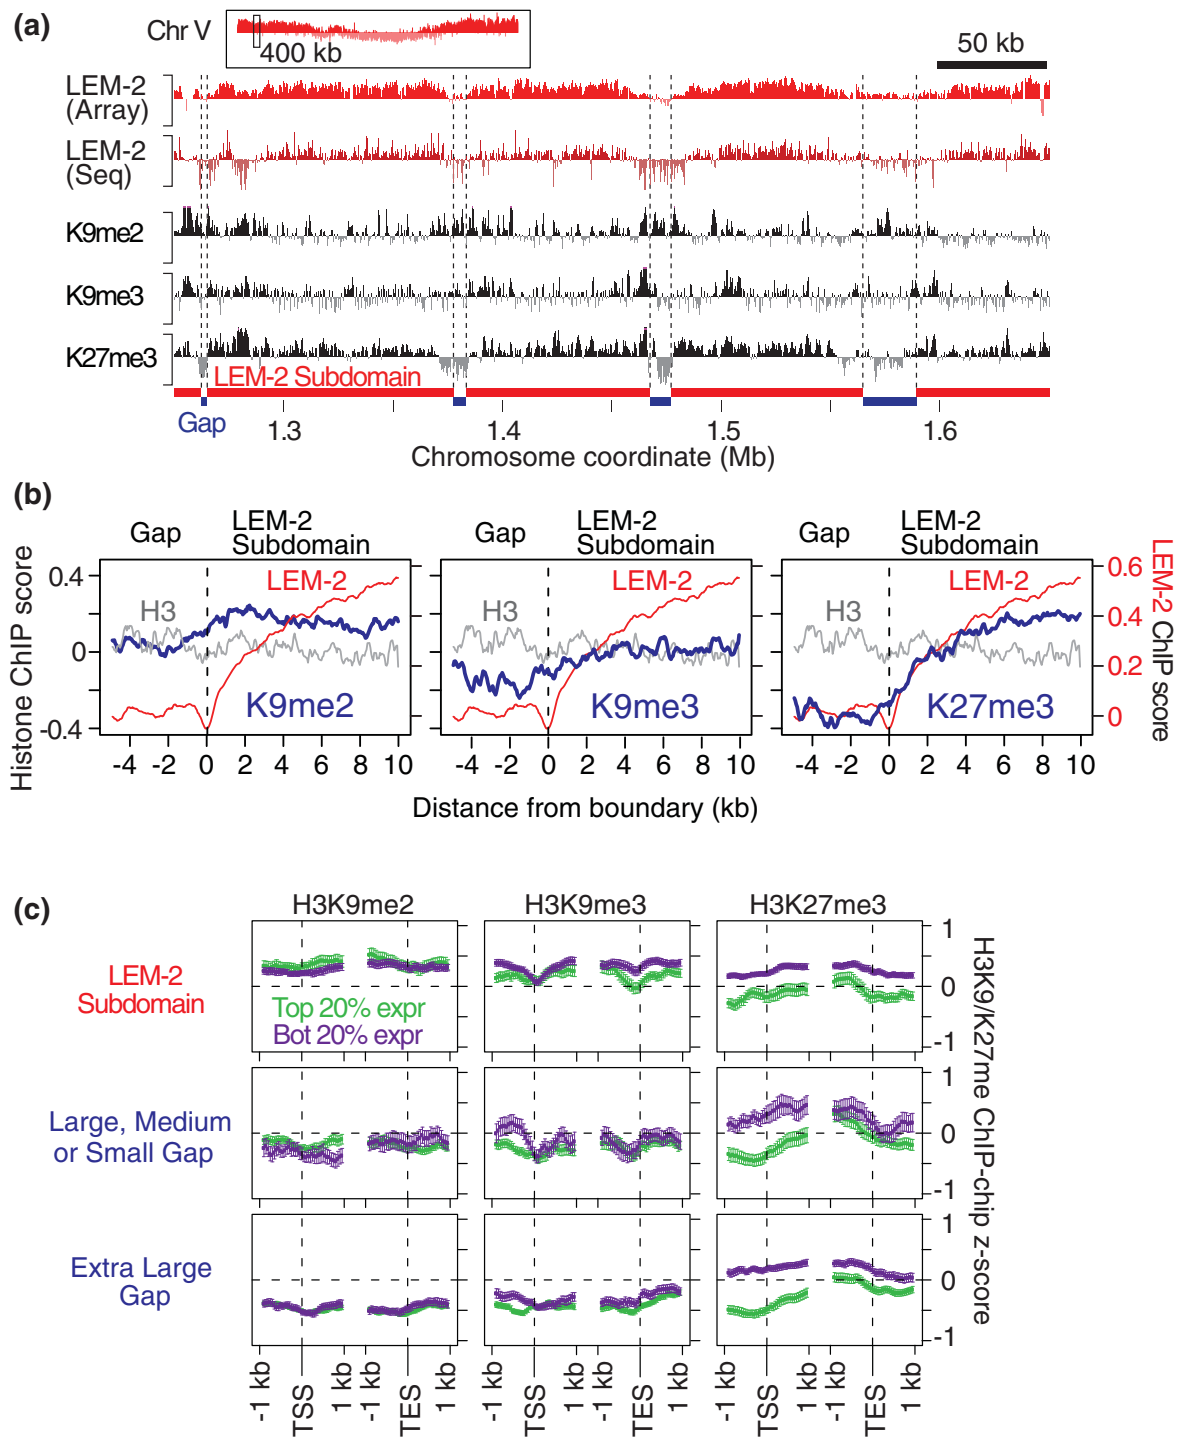 (a)
Chr V
400 kb
50 kb
LEM-2
(Array)
LEM-2
(Seq)
K9me2
K9me3
K27me3
LEM-2 Subdomain
Gap
1.3 1.4 1.5 1.6
Chromosome coordinate (Mb)
(b)
Gap LEM-2 Subdomain Gap LEM-2 Subdomain Gap LEM-2 Subdomain
Histone ChIP score
0.4
0
-0.4
LEM-2
H3
K9me2
LEM-2
H3
K9me3
LEM-2
H3
K27me3
0.6
0.4
0.2
0
LEM-2 ChIP score
-4 -2 0 2 4 6 8 10 -4 -2 0 2 4 6 8 10 -4 -2 0 2 4 6 8 10
Distance from boundary (kb)
(c)
H3K9me2 H3K9me3 H3K27me3
LEM-2
Subdomain
Top 20% expr
Bot 20% expr
1
0
-1
Large, Medium
or Small Gap
1
0
-1
Extra Large
Gap
1
0
-1
H3K9/K27me ChIP-chip z-score
-1 kb TSS 1 kb -1 kb TES 1 kb -1 kb TSS 1 kb -1 kb TES 1 kb -1 kb TSS 1 kb -1 kb TES 1 kb